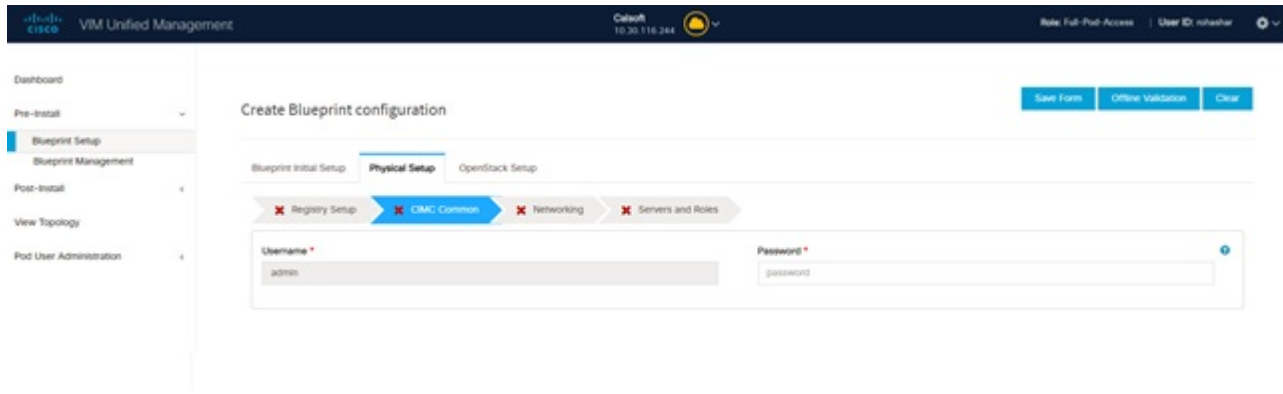 CISCO VIM Unified Management
Calsoft
10.30.116.244
Role: Full-Pod-Access | User ID: rohashar
Dashboard
Pre-Install
Blueprint Setup
Blueprint Management
Post-Install
View Topology
Pod User Administration
Create Blueprint configuration
Save Form Offline Validation Clear
Blueprint Initial Setup Physical Setup OpenStack Setup
Registry Setup CIMC Common Networking Servers and Roles
Username * Password *
admin password